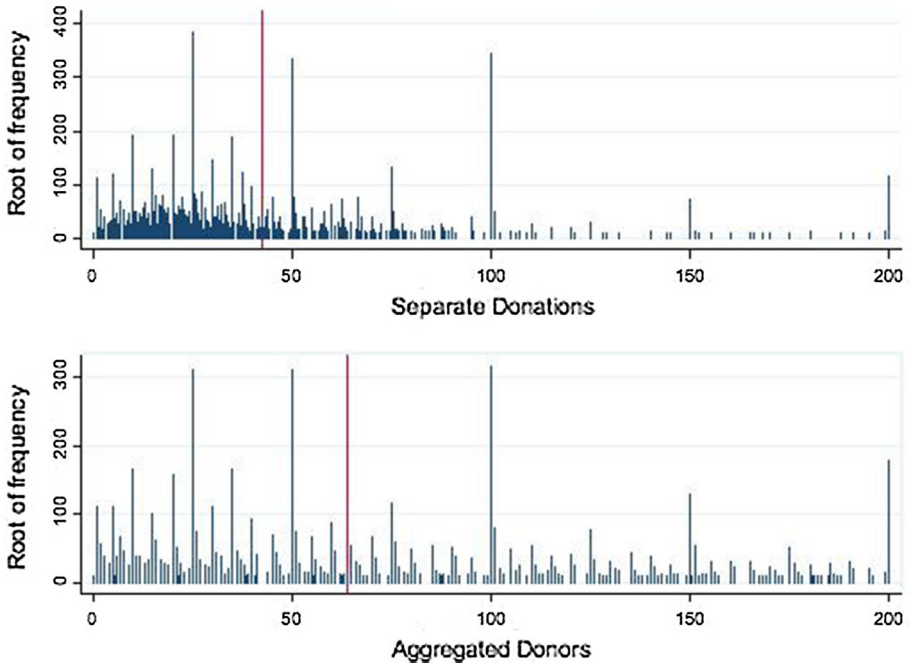 Root of frequency
400
300
200
100
0
0 50 100 150 200
Separate Donations
Root of frequency
300
200
100
0
0 50 100 150 200
Aggregated Donors